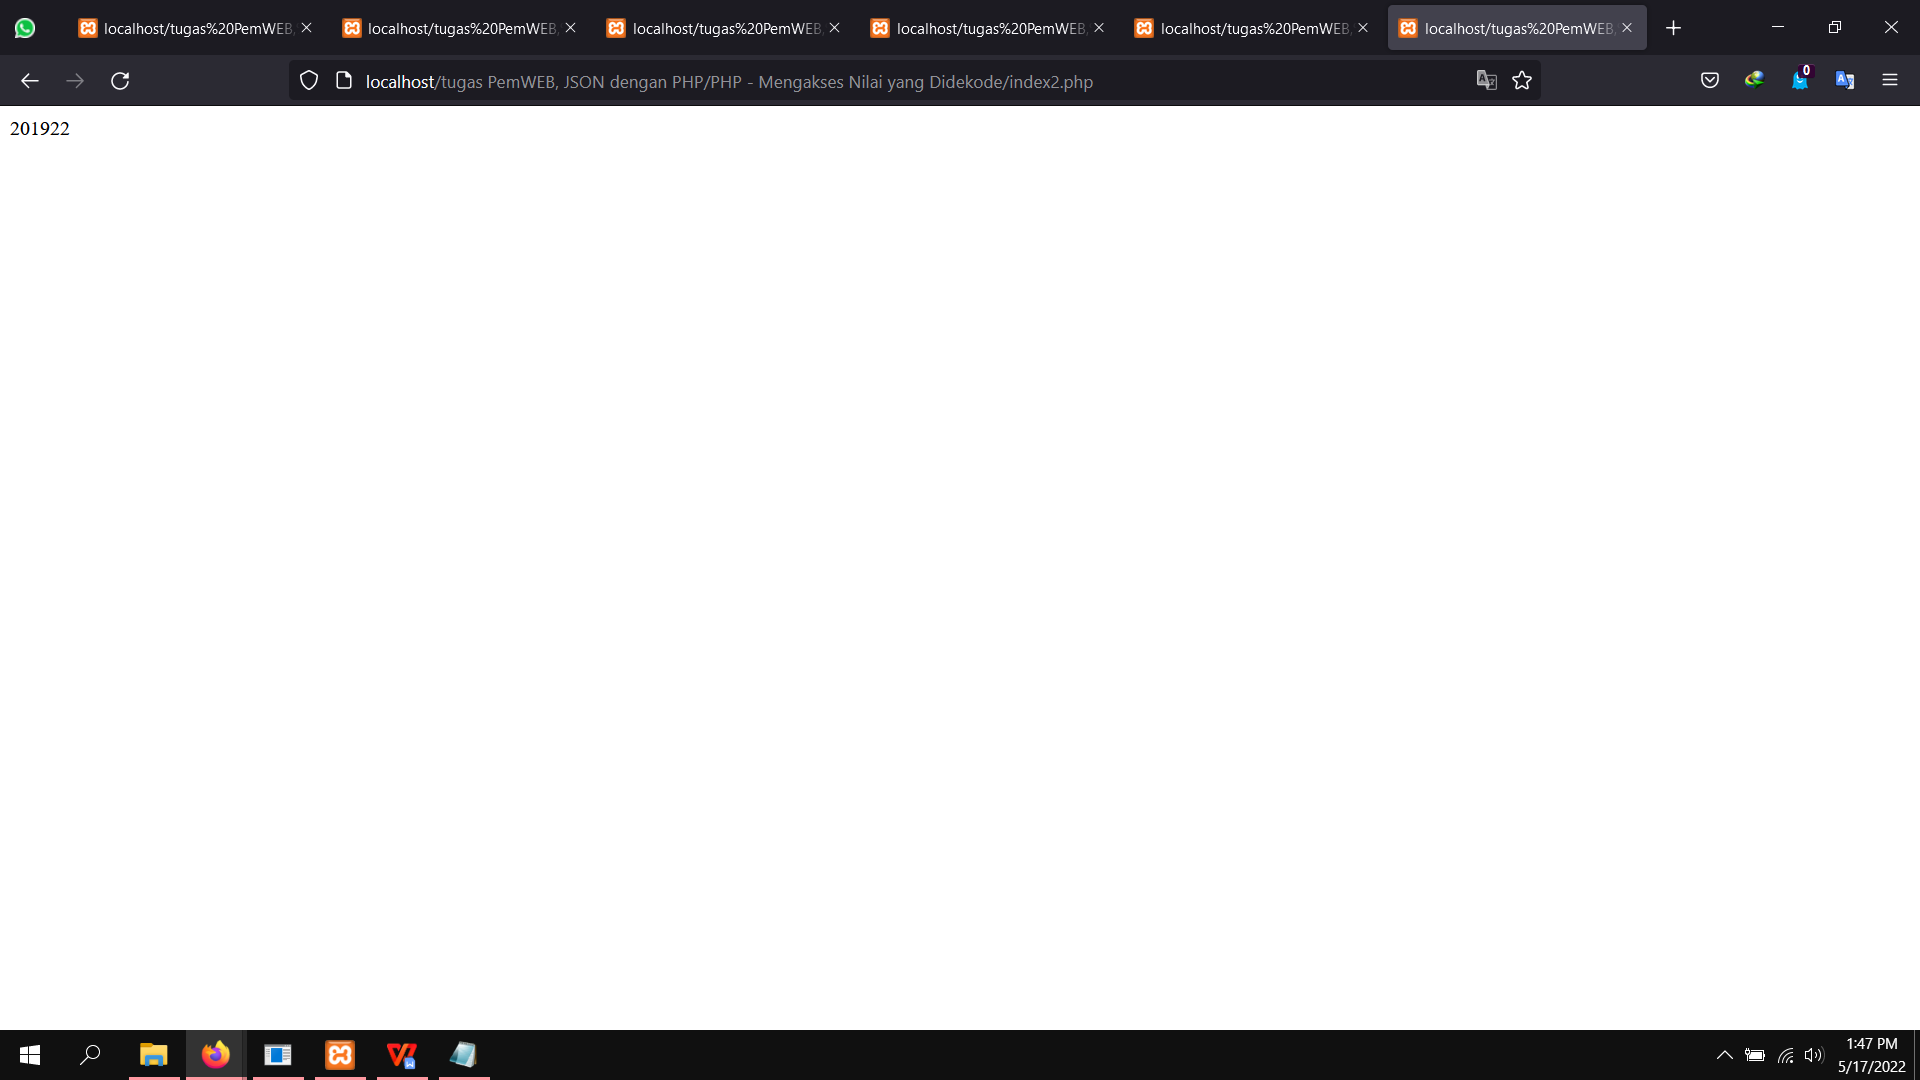 localhost/tugas%20PemWEB,
localhost/tugas%20PemWEB,
localhost/tugas%20PemWEB,
localhost/tugas%20PemWEB,
localhost/tugas%20PemWEB,
localhost/tugas%20PemWEB,
localhost/tugas PemWEB, JSON dengan PHP/PHP - Mengakses Nilai yang Didekode/index2.php
0
201922
1:47 PM
5/17/2022